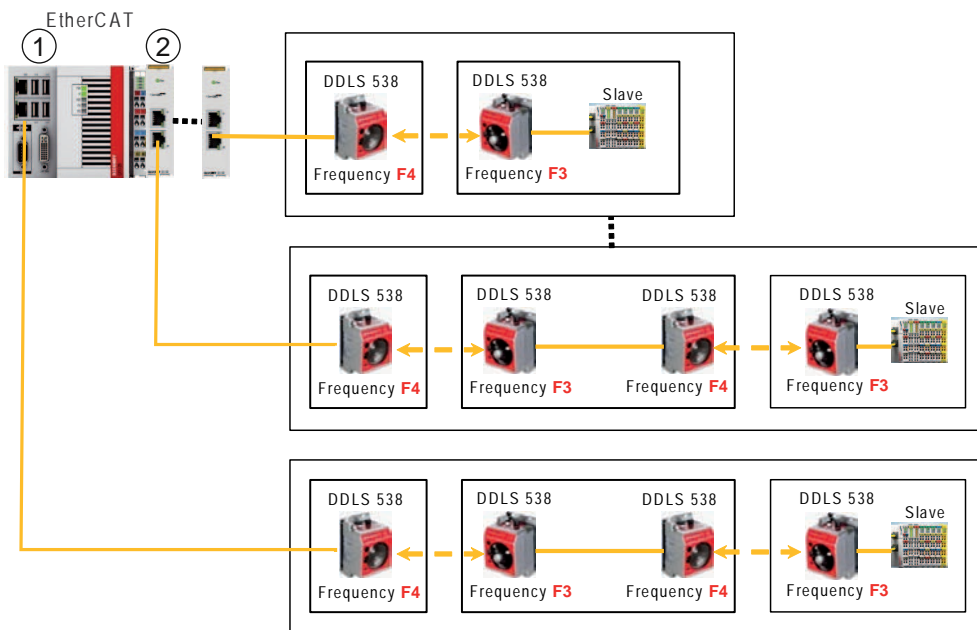 EtherCAT
1 2
DDLS 538 DDLS 538
Slave
Frequency F4 Frequency F3
DDLS 538 DDLS 538 DDLS 538 DDLS 538
Slave
Frequency F4 Frequency F3 Frequency F4 Frequency F3
DDLS 538 DDLS 538 DDLS 538 DDLS 538
Slave
Frequency F4 Frequency F3 Frequency F4 Frequency F3